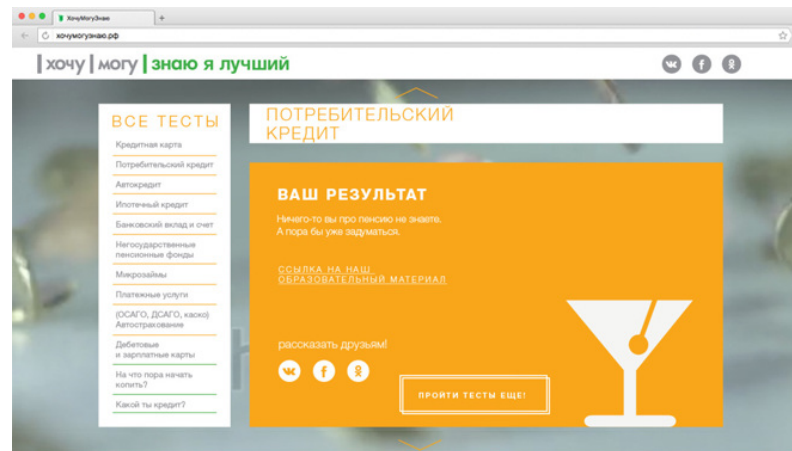 ХочуМогуЗнаю
хочумогузнаю.рф
|хочу|могу|знаю я лучший
ВСЕ ТЕСТЫ
Кредитная карта
Потребительский кредит
Автокредит
Ипотечный кредит
Банковский вклад и счет
Негосударственные
пенсионные фонды
Микрозаймы
Платежные услуги
(ОСАГО, ДСАГО, каско)
Автострахование
Дебетовые
и зарплатные карты
На что пора начать
копить?
Какой ты кредит?
ПОТРЕБИТЕЛЬСКИЙ
КРЕДИТ
ВАШ РЕЗУЛЬТАТ
Ничего-то вы про пенсию не знаете.
А пора бы уже задуматься.
ССЫЛКА НА НАШ
ОБРАЗОВАТЕЛЬНЫЙ МАТЕРИАЛ
рассказать друзьям!
ПРОЙТИ ТЕСТЫ ЕЩЕ!